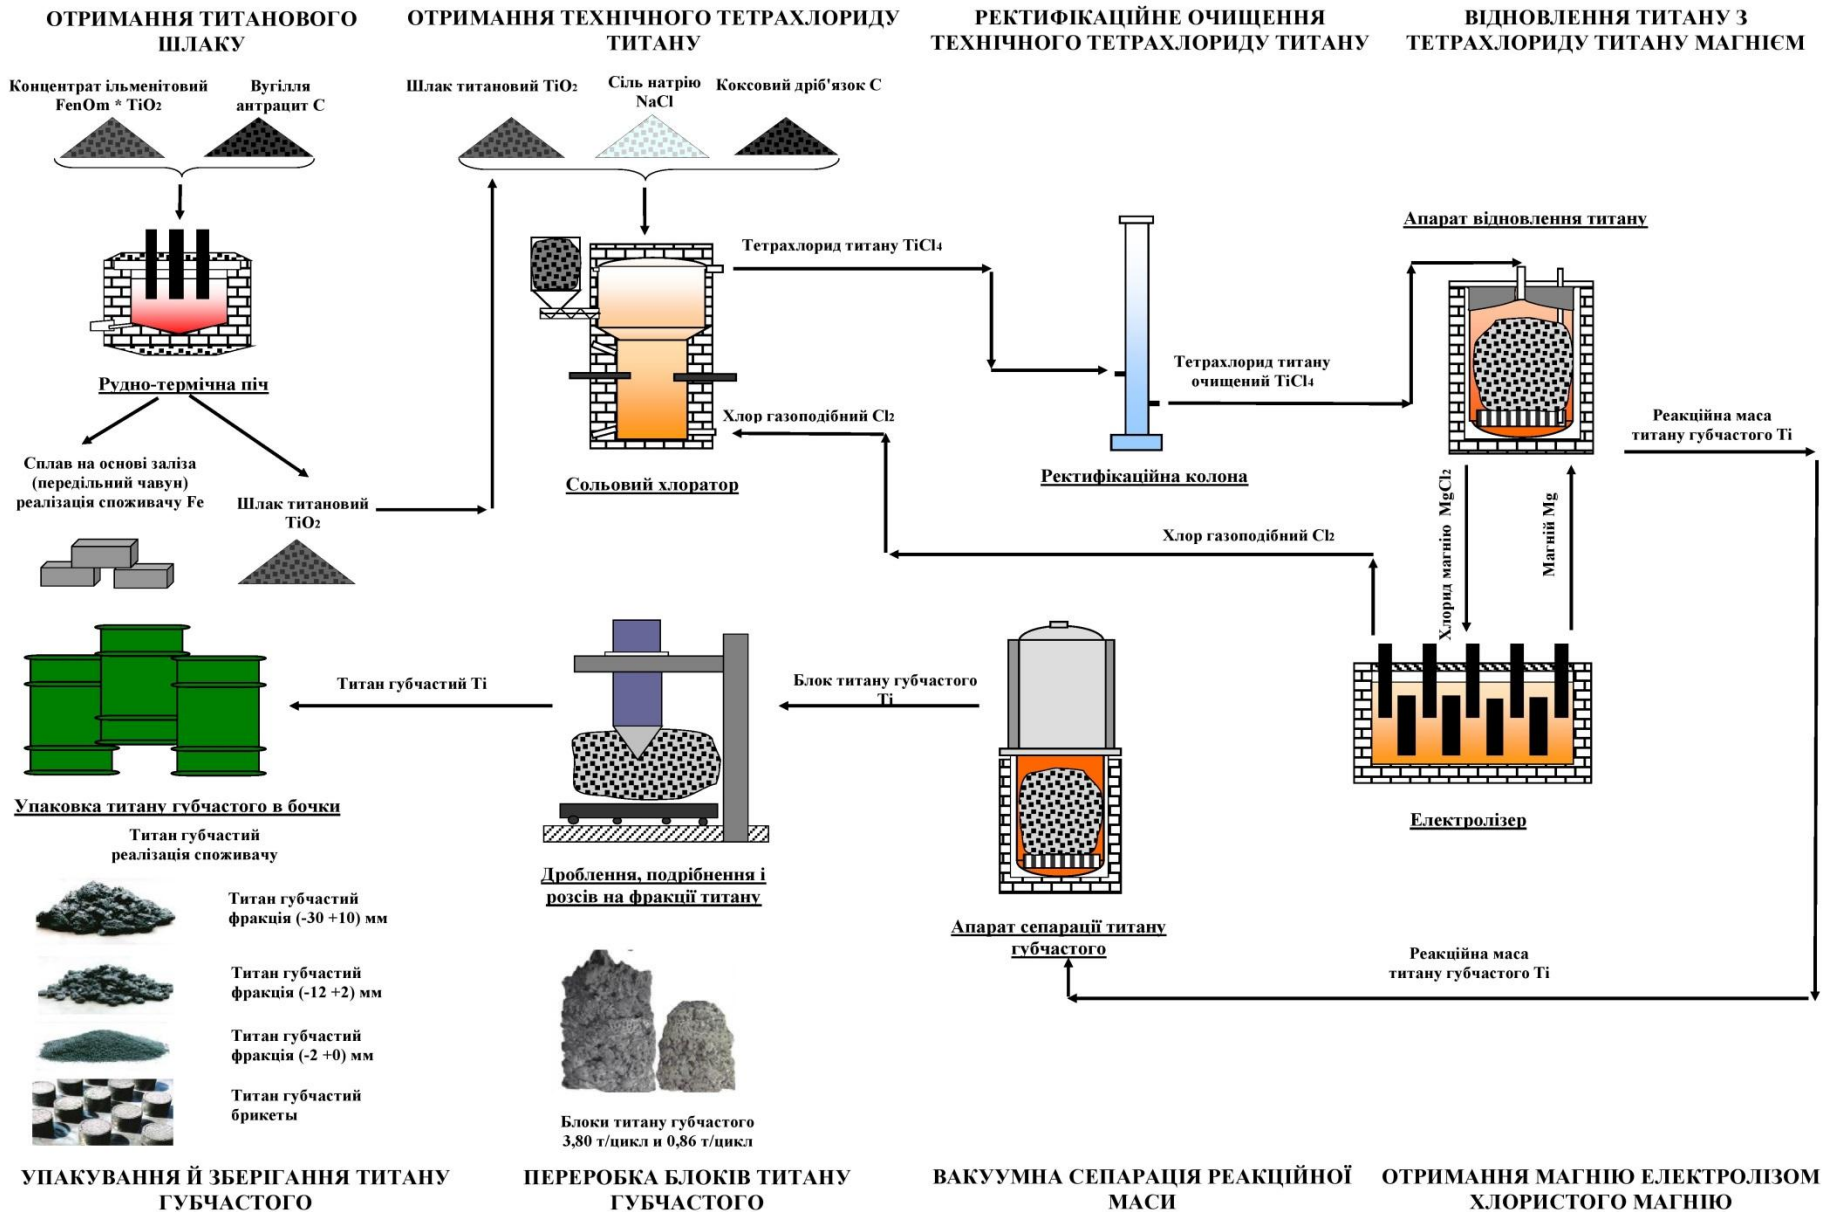 ОТРИМАННЯ ТИТАНОВОГО
ШЛАКУ
ОТРИМАННЯ ТЕХНІЧНОГО ТЕТРАХЛОРИДУ
ТИТАНУ
РЕКТИФІКАЦІЙНЕ ОЧИЩЕННЯ
ТЕХНІЧНОГО ТЕТРАХЛОРИДУ ТИТАНУ
ВІДНОВЛЕННЯ ТИТАНУ З
ТЕТРАХЛОРИДУ ТИТАНУ МАГНІЄМ
Концентрат ільменітовий
FenOm * TiO2
Вугілля
антрацит С
Шлак титановий TiO2
Сіль натрію
NaCl
Коксовий дріб'язок С
Рудно-термічна піч
Сплав на основі заліза
(передільний чавун)
реалізація споживачу Fe
Шлак титановий
TiO2
Тетрахлорид титану TiCl4
Хлор газоподібний Cl2
Сольовий хлоратор
Тетрахлорид титану
очищений TiCl4
Ректифікаційна колона
Апарат відновлення титану
Реакційна маса
титану губчастого Ti
Хлор газоподібний Cl2
Хлорид магнію MgCl2
Магній Mg
Електролізер
Титан губчастий Ti
Блок титану губчастого
Ti
Упаковка титану губчастого в бочки
Титан губчастий
реалізація споживачу
Титан губчастий
фракція (-30 +10) мм
Титан губчастий
фракція (-12 +2) мм
Титан губчастий
фракція (-2 +0) мм
Титан губчастий
брикеты
Дроблення, подрібнення і
розсів на фракції титану
Блоки титану губчастого
3,80 т/цикл и 0,86 т/цикл
Апарат сепарації титану
губчастого
Реакційна маса
титану губчастого Ti
УПАКУВАННЯ Й ЗБЕРІГАННЯ ТИТАНУ
ГУБЧАСТОГО
ПЕРЕРОБКА БЛОКІВ ТИТАНУ
ГУБЧАСТОГО
ВАКУУМНА СЕПАРАЦІЯ РЕАКЦІЙНОЇ
МАСИ
ОТРИМАННЯ МАГНІЮ ЕЛЕКТРОЛІЗОМ
ХЛОРИСТОГО МАГНІЮ